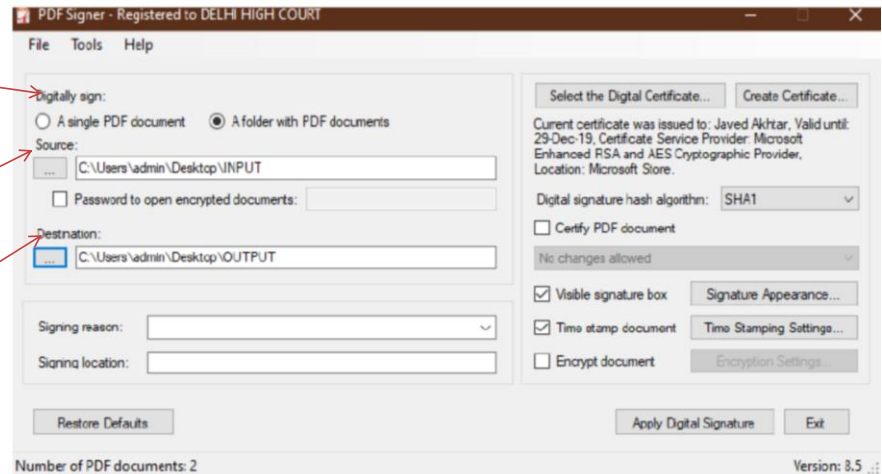 PDF Signer - Registered to DELHI HIGH COURT
File Tools Help
Digitally sign:
A single PDF document A folder with PDF documents
Source:
... C:\Users\admin\Desktop\INPUT
Password to open encrypted documents:
Destination:
... C:\Users\admin\Desktop\OUTPUT
Signing reason:
Signing location:
Select the Digital Certificate... Create Certificate...
Current certificate was issued to: Javed Akhtar, Valid until:
29-Dec-19, Certificate Service Provider: Microsoft
Enhanced RSA and AES Cryptographic Provider,
Location: Microsoft Store.
Digital signature hash algorithm: SHA1
Certify PDF document
No changes allowed
Visible signature box Signature Appearance...
Time stamp document Time Stamping Settings...
Encrypt document Encryption Settings...
Restore Defaults Apply Digital Signature Exit
Number of PDF documents: 2 Version: 8.5